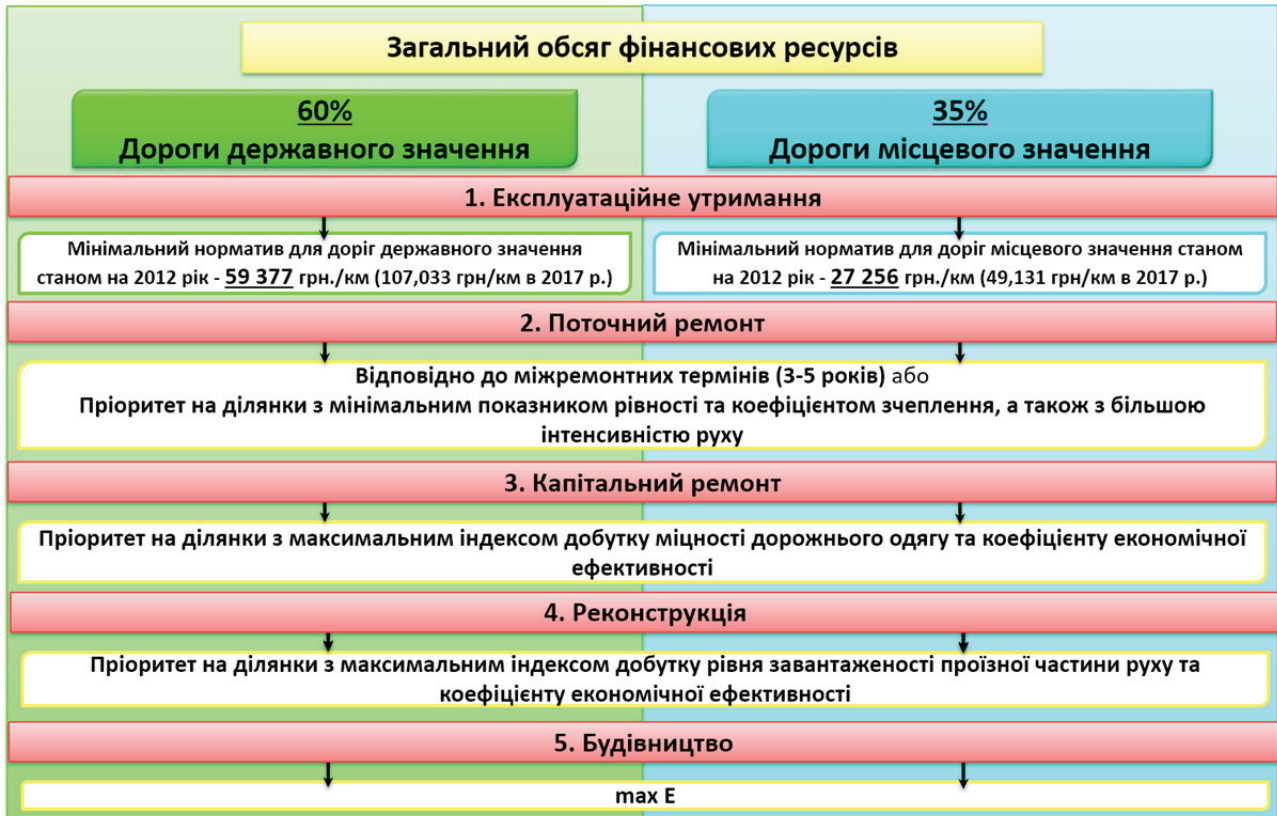 Загальний обсяг фінансових ресурсів
60%
Дороги державного значення
35%
Дороги місцевого значення
1. Експлуатаційне утримання
Мінімальний норматив для доріг державного значення
станом на 2012 рік - 59 377 грн./км (107,033 грн/км в 2017 р.)
Мінімальний норматив для доріг місцевого значення станом
на 2012 рік - 27 256 грн./км (49,131 грн/км в 2017 р.)
2. Поточний ремонт
Відповідно до міжремонтних термінів (3-5 років) або
Пріоритет на ділянки з мінімальним показником рівності та коефіцієнтом зчеплення, а також з більшою
інтенсивністю руху
3. Капітальний ремонт
Пріоритет на ділянки з максимальним індексом добутку міцності дорожнього одягу та коефіцієнту економічної
ефективності
4. Реконструкція
Пріоритет на ділянки з максимальним індексом добутку рівня завантаженості проїзної частини руху та
коефіцієнту економічної ефективності
5. Будівництво
max E